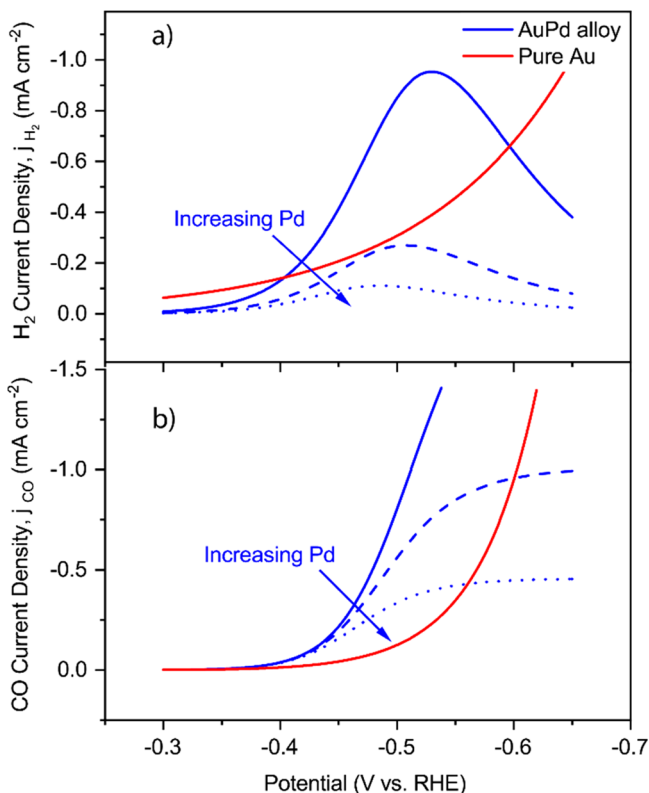 a)
AuPd alloy
Pure Au
H₂ Current Density, j H₂ (mA cm⁻²)
-1.0
-0.8
-0.6
-0.4
-0.2
0.0
Increasing Pd
b)
CO Current Density, j CO (mA cm⁻²)
-1.5
-1.0
-0.5
0.0
Increasing Pd
-0.3 -0.4 -0.5 -0.6 -0.7
Potential (V vs. RHE)